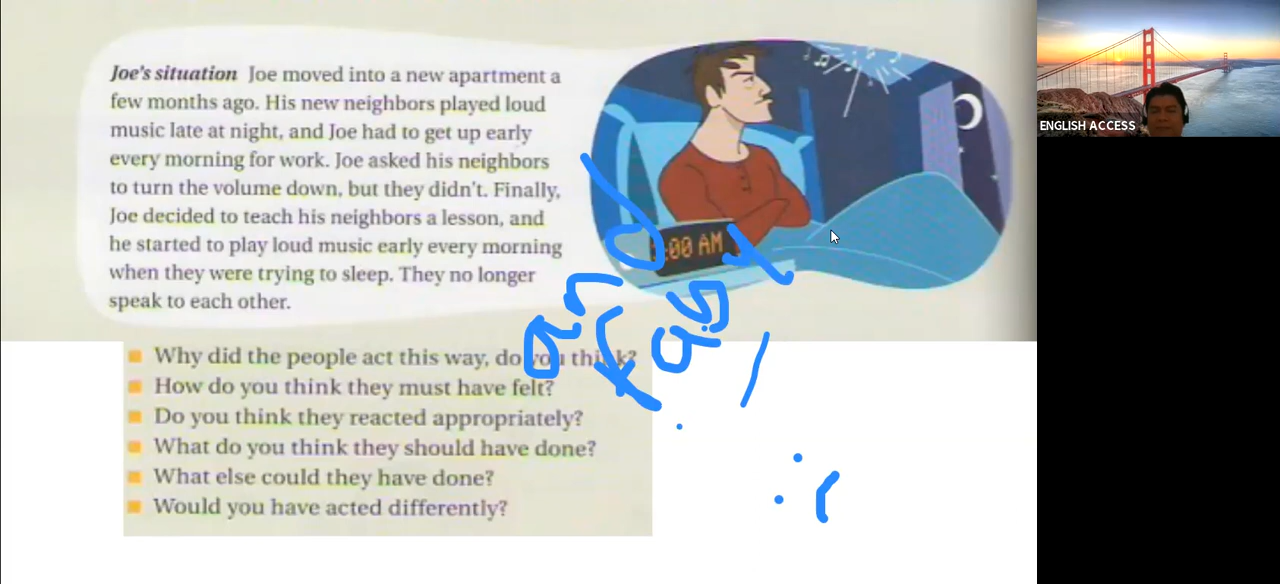 Joe's situation Joe moved into a new apartment a
few months ago. His new neighbors played loud
music late at night, and Joe had to get up early
every morning for work. Joe asked his neighbors
to turn the volume down, but they didn't. Finally,
Joe decided to teach his neighbors a lesson, and
he started to play loud music early every morning
when they were trying to sleep. They no longer
speak to each other.
:00 AM
ENGLISH ACCESS
Why did the people act this way, do you think?
How do you think they must have felt?
Do you think they reacted appropriately?
What do you think they should have done?
What else could they have done?
Would you have acted differently?